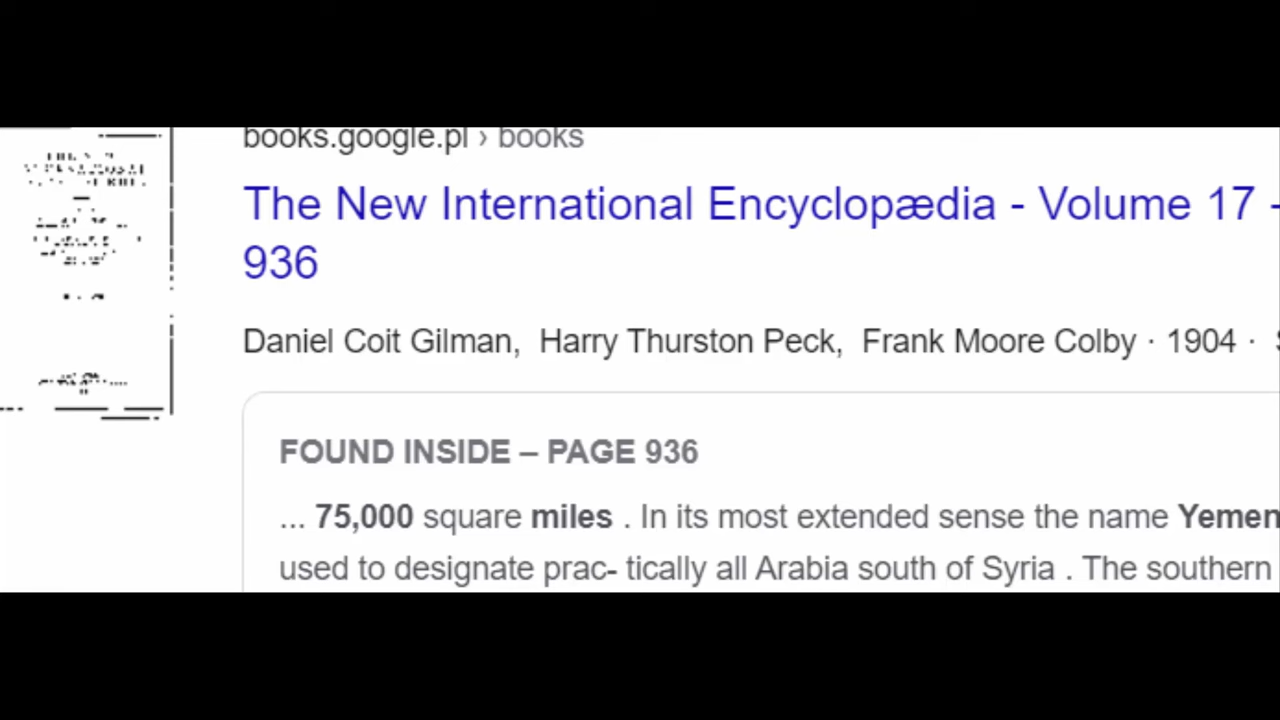 books.google.pl › books
The New International Encyclopædia - Volume 17 -
936
Daniel Coit Gilman, Harry Thurston Peck, Frank Moore Colby · 1904 ·
FOUND INSIDE – PAGE 936
... 75,000 square miles . In its most extended sense the name Yemen
used to designate prac- tically all Arabia south of Syria . The southern